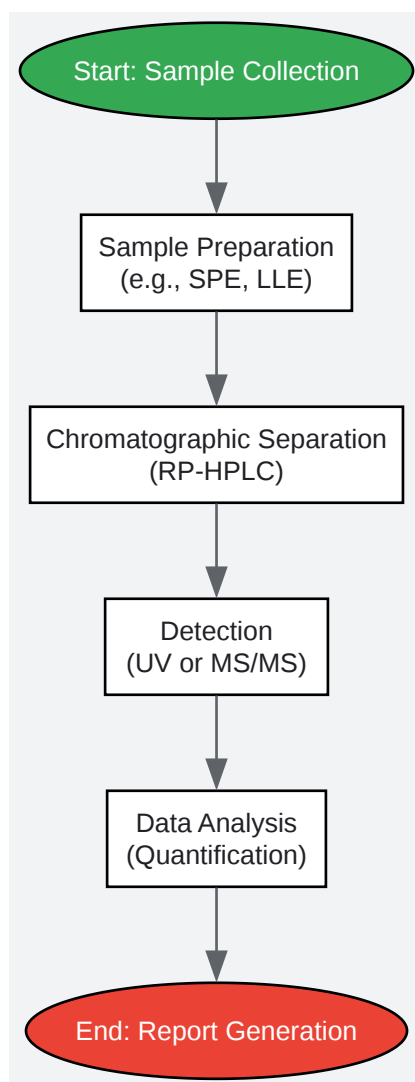 Start: Sample Collection
Sample Preparation
(e.g., SPE, LLE)
Chromatographic Separation
(RP-HPLC)
Detection
(UV or MS/MS)
Data Analysis
(Quantification)
End: Report Generation